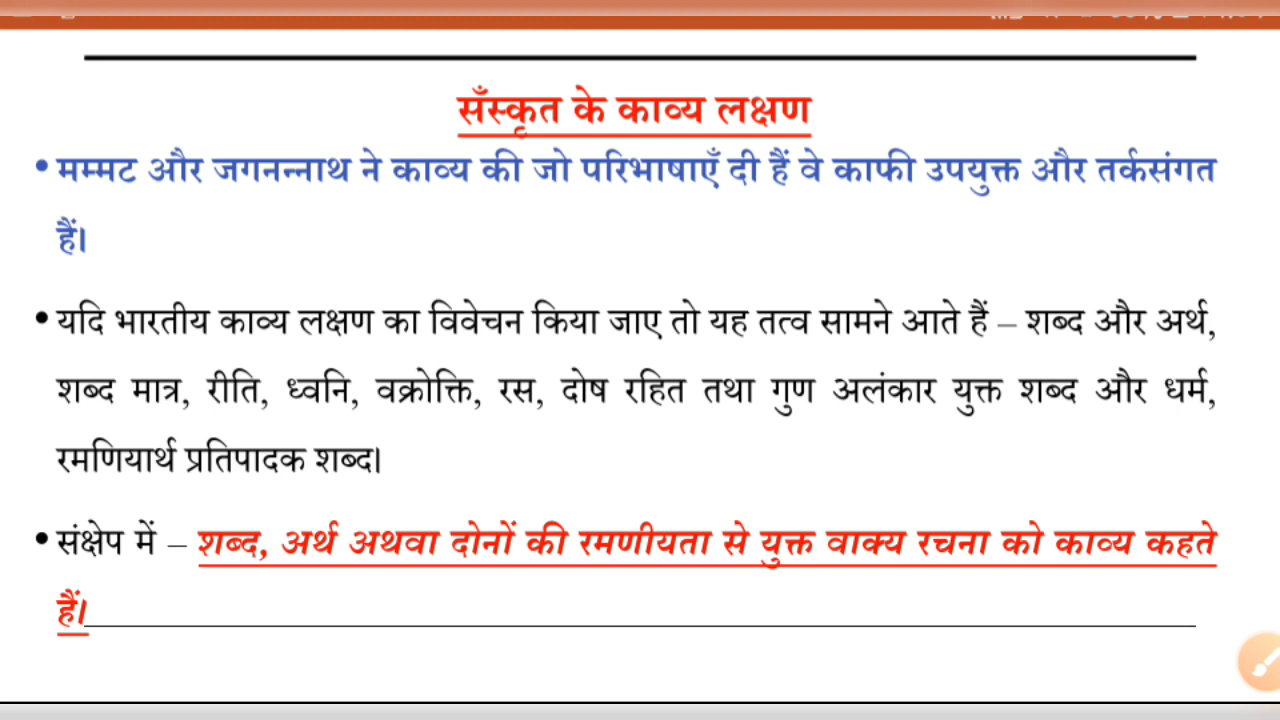 सँस्कृत के काव्य लक्षण
• मम्मट और जगनन्नाथ ने काव्य की जो परिभाषाएँ दी हैं वे काफी उपयुक्त और तर्कसंगत
हैं।
• यदि भारतीय काव्य लक्षण का विवेचन किया जाए तो यह तत्व सामने आते हैं – शब्द और अर्थ,
शब्द मात्र, रीति, ध्वनि, वक्रोक्ति, रस, दोष रहित तथा गुण अलंकार युक्त शब्द और धर्म,
रमणियार्थ प्रतिपादक शब्द।
• संक्षेप में – शब्द, अर्थ अथवा दोनों की रमणीयता से युक्त वाक्य रचना को काव्य कहते
हैं।